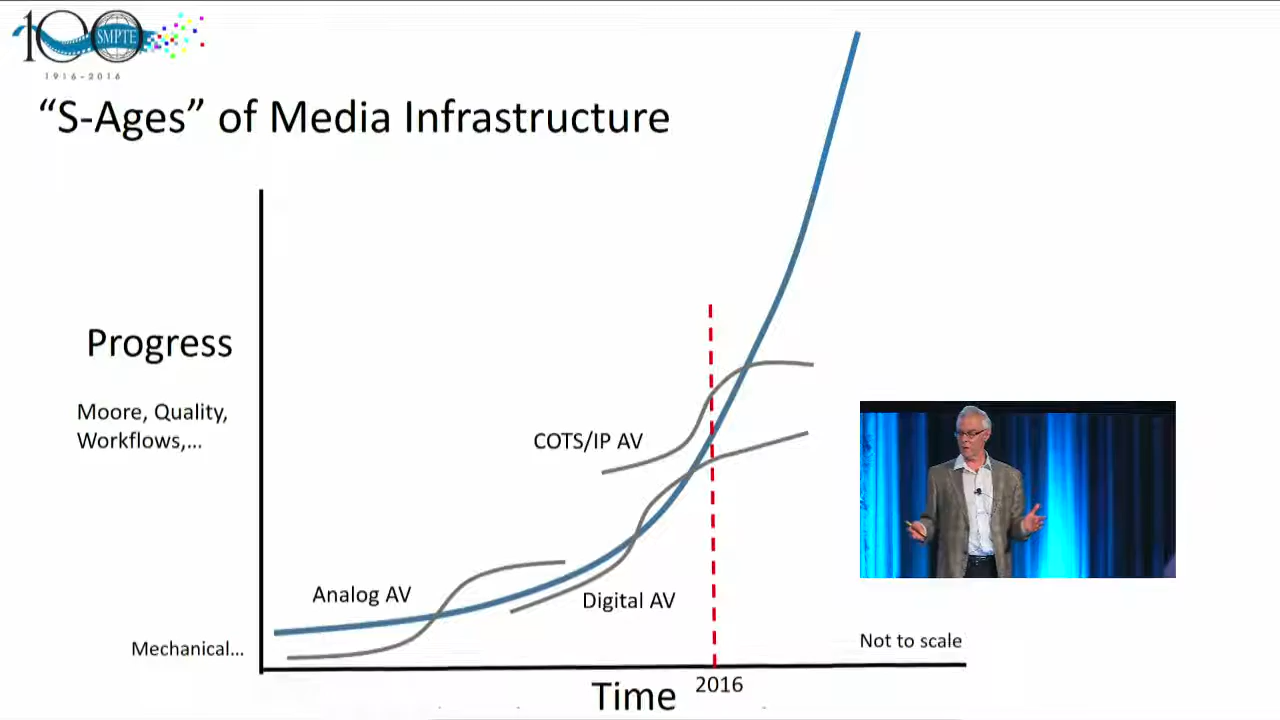 100
SMPTE
1916-2016
“S-Ages” of Media Infrastructure
Progress
Moore, Quality,
Workflows,...
COTS/IP AV
Analog AV
Digital AV
Mechanical...
Not to scale
Time
2016